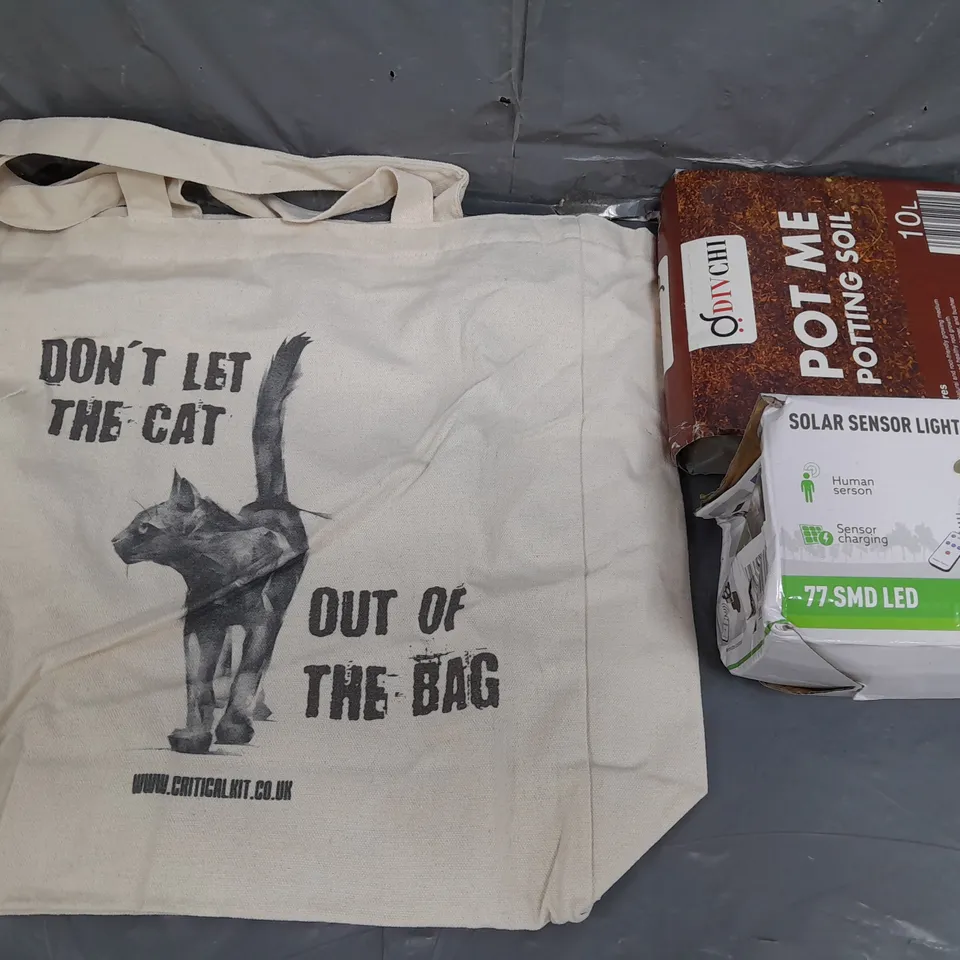 DON'T LET
THE CAT
OUT OF
THE BAG
WWW.CRITICALKIT.CO.UK
DIVCHI
POT ME
POTTING SOIL
10L
SOLAR SENSOR LIGHT
Human
serson
Sensor
charging
77-SMD LED